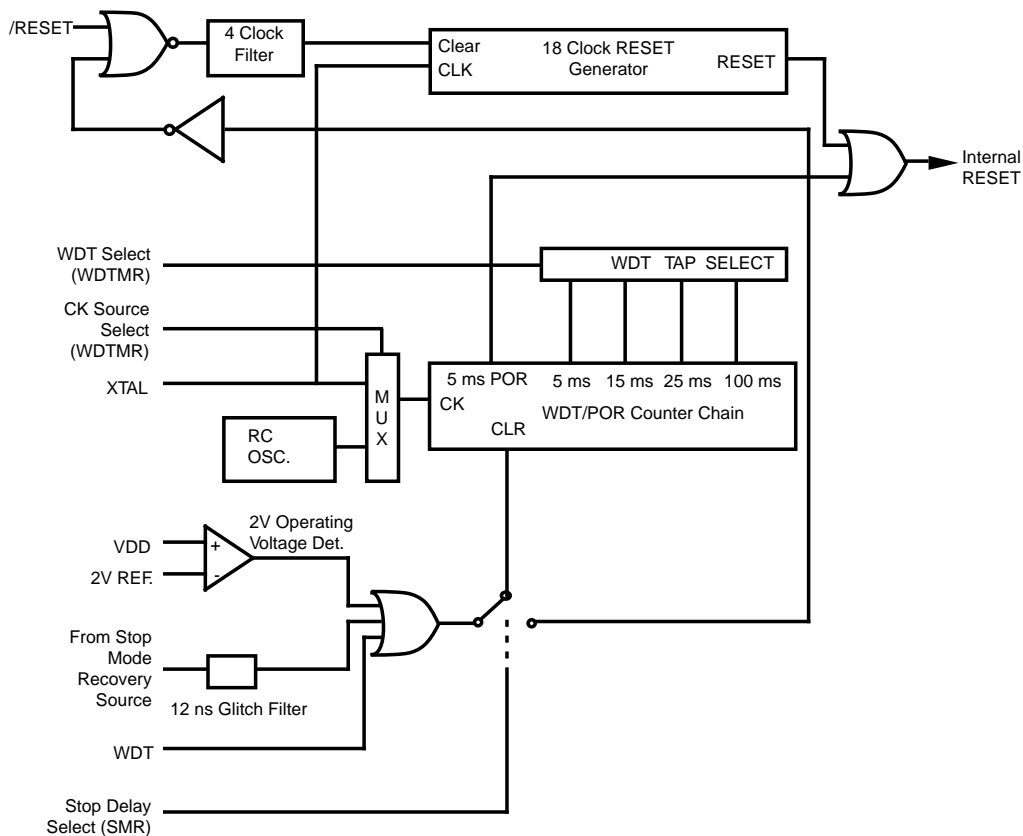 /RESET
4 Clock
Filter
Clear
CLK
18 Clock RESET
Generator
RESET
Internal
RESET
WDT Select
(WDTMR)
WDT TAP SELECT
CK Source
Select
(WDTMR)
XTAL
M
U
X
5 ms POR
5 ms
15 ms
25 ms
100 ms
CK
WDT/POR Counter Chain
CLR
RC
OSC.
2V Operating
Voltage Det.
VDD
+
2V REF.
-
From Stop
Mode
Recovery
Source
12 ns Glitch Filter
WDT
Stop Delay
Select (SMR)